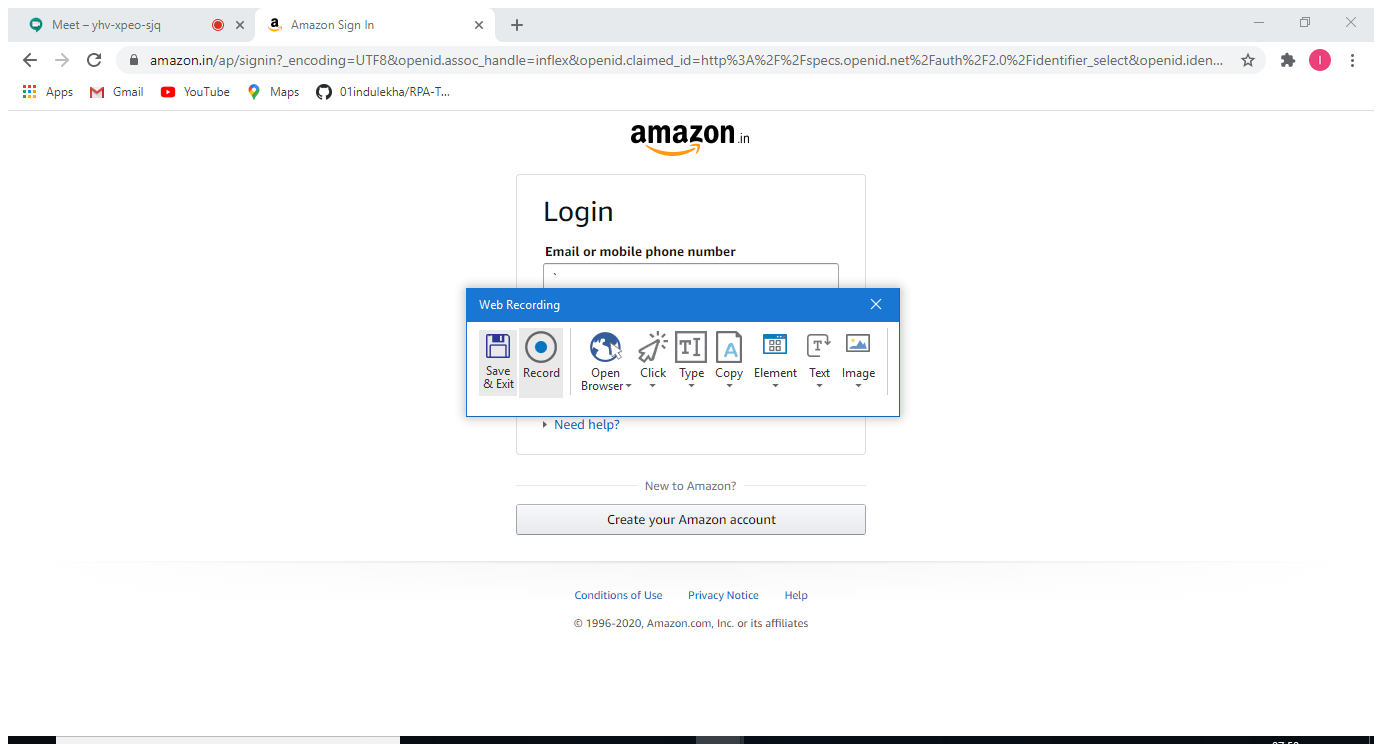 Meet – yhv-xpeo-sjq
Amazon Sign In
amazon.in/ap/signin?_encoding=UTF8&openid.assoc_handle=inflex&openid.claimed_id=http%3A%2F%2Fspecs.openid.net%2Fauth%2F2.0%2Fidentifier_select&openid.iden...
I
Apps Gmail YouTube Maps 01indulekha/RPA-T...
amazon.in
Login
Email or mobile phone number
`
Web Recording
Save & Exit
Record
Open Browser
Click
Type
Copy
Element
Text
Image
Need help?
New to Amazon?
Create your Amazon account
Conditions of Use Privacy Notice Help
© 1996-2020, Amazon.com, Inc. or its affiliates